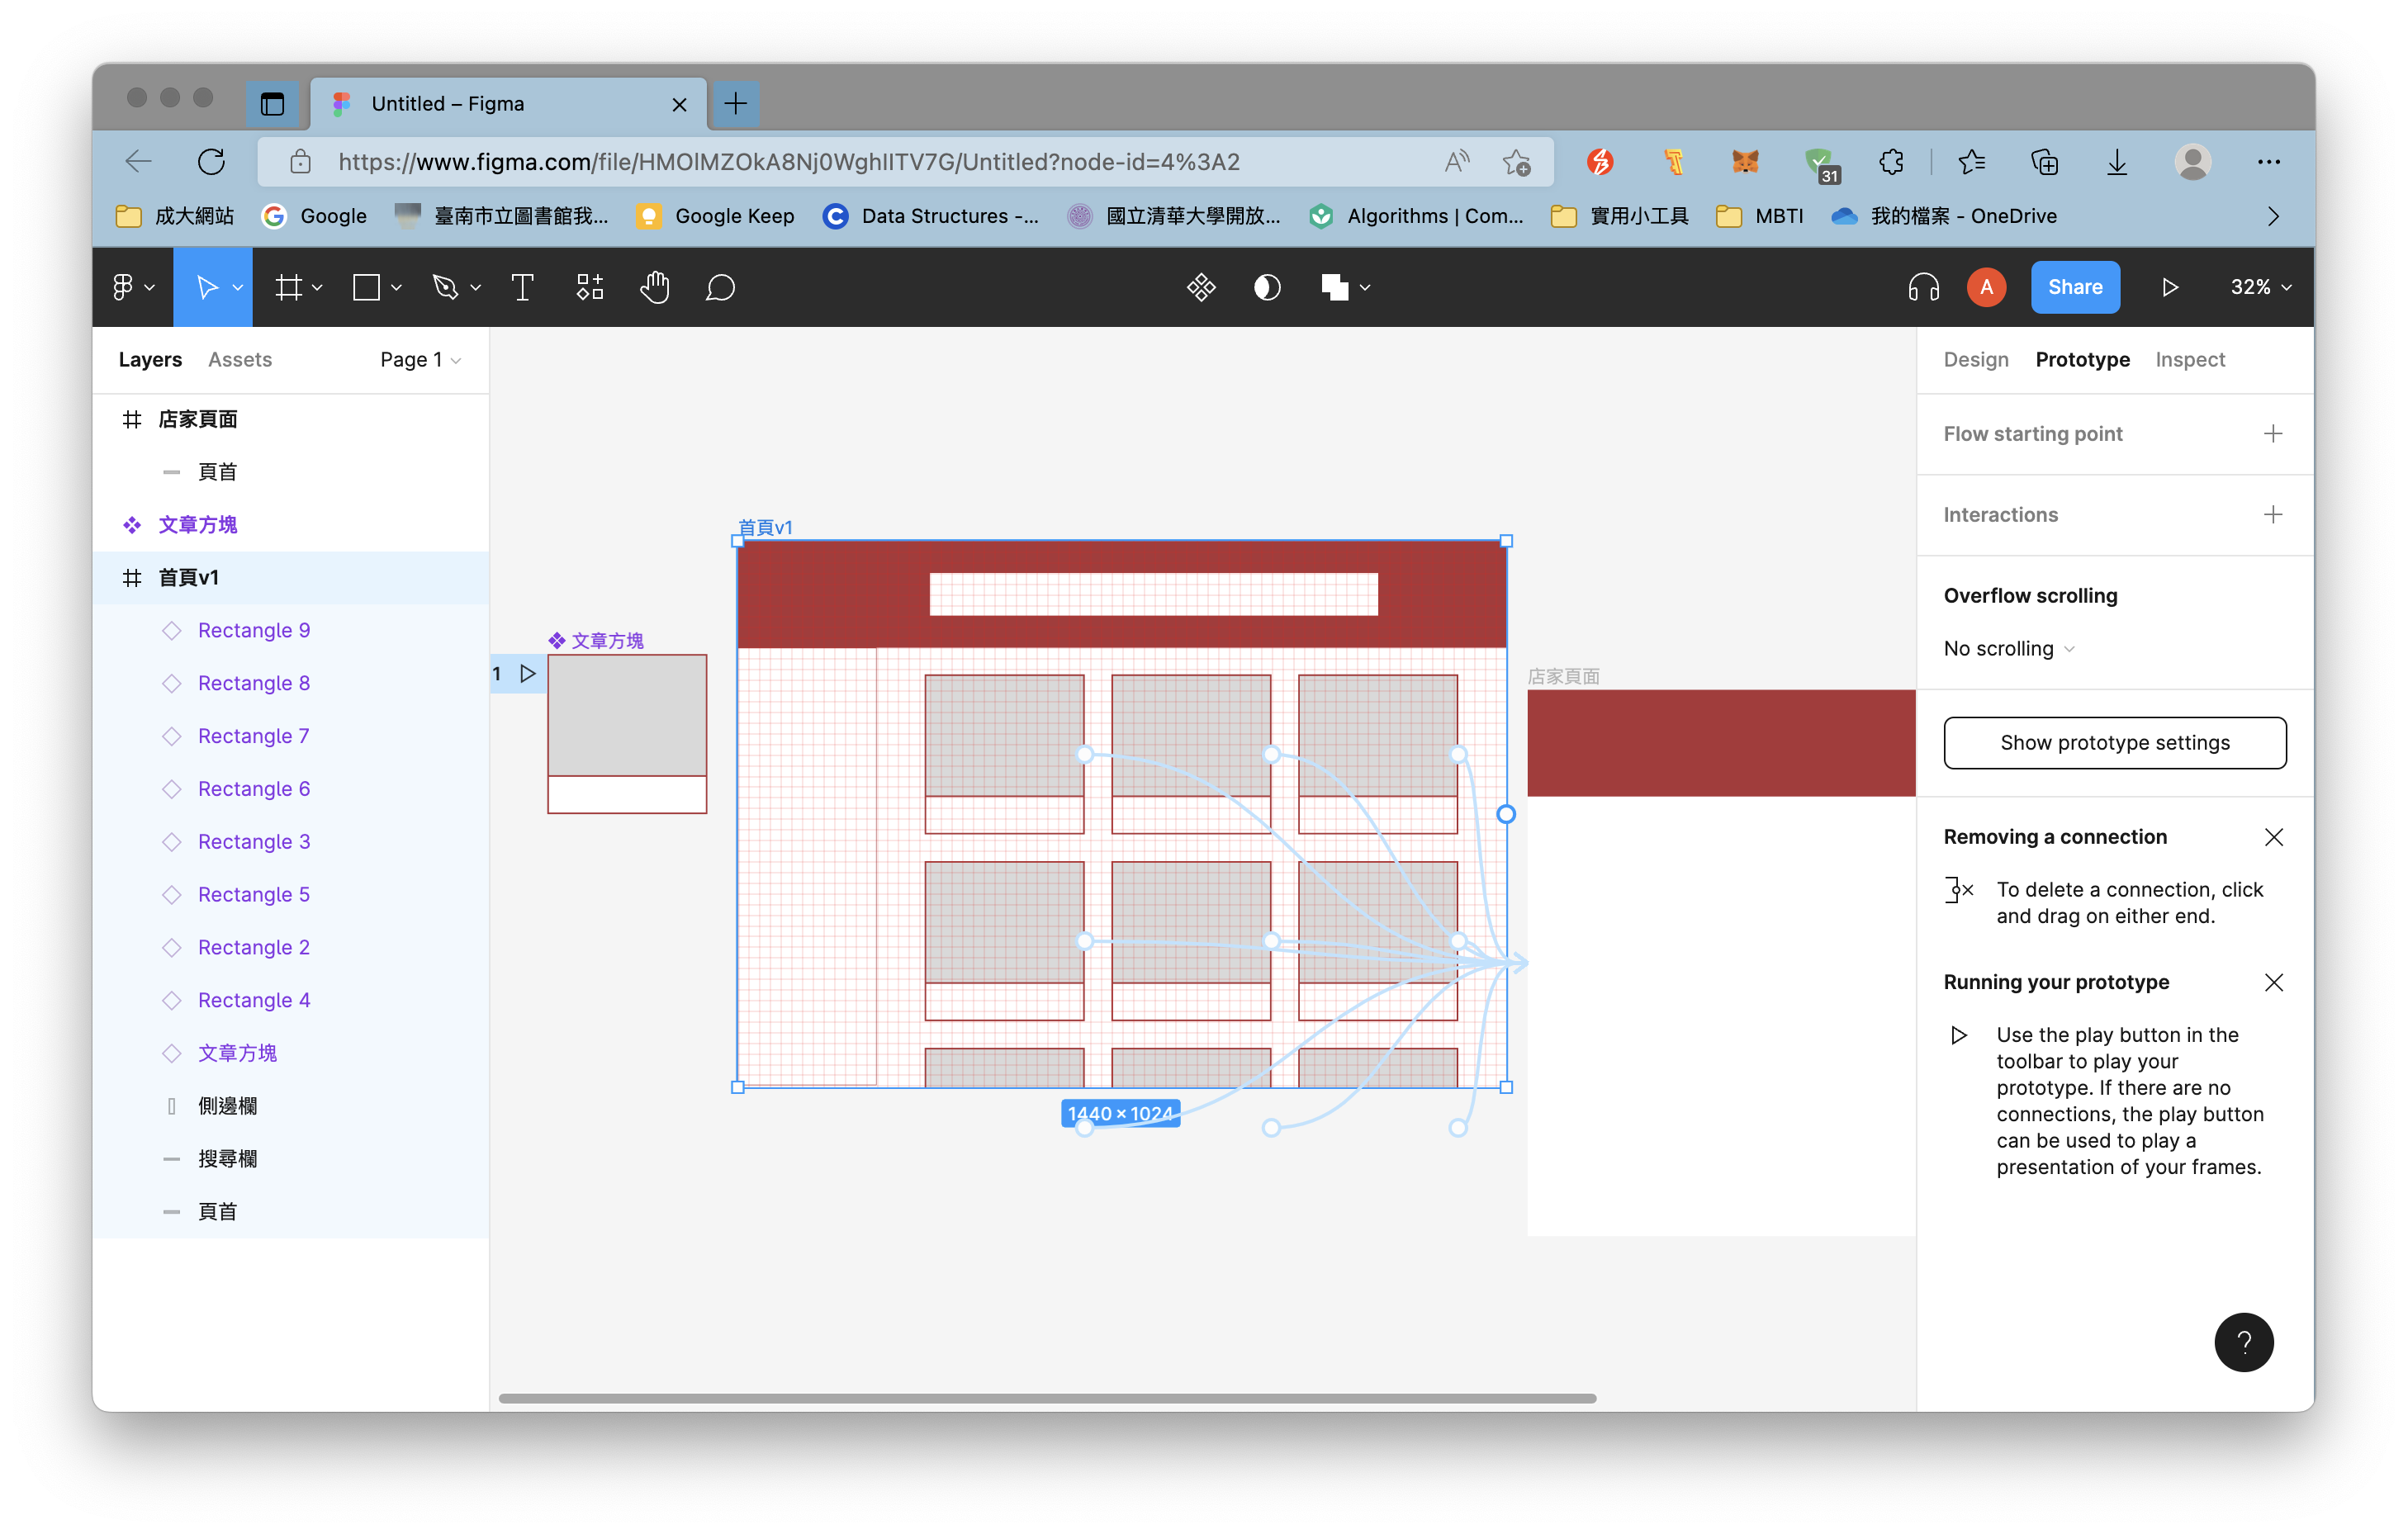 Untitled – Figma
https://www.figma.com/file/HMOlMZOkA8Nj0WghIITV7G/Untitled?node-id=4%3A2
31
成大網站
Google
臺南市立圖書館我...
Google Keep
Data Structures -...
國立清華大學開放...
Algorithms | Com...
實用小工具
MBTI
我的檔案 - OneDrive
A
Share
32%
Layers
Assets
Page 1
Design
Prototype
Inspect
店家頁面
頁首
文章方塊
首頁v1
Rectangle 9
Rectangle 8
Rectangle 7
Rectangle 6
Rectangle 3
Rectangle 5
Rectangle 2
Rectangle 4
文章方塊
側邊欄
搜尋欄
頁首
首頁v1
文章方塊
1
店家頁面
1440 × 1024
Flow starting point
Interactions
Overflow scrolling
No scrolling
Show prototype settings
Removing a connection
To delete a connection, click
and drag on either end.
Running your prototype
Use the play button in the
toolbar to play your
prototype. If there are no
connections, the play button
can be used to play a
presentation of your frames.
?